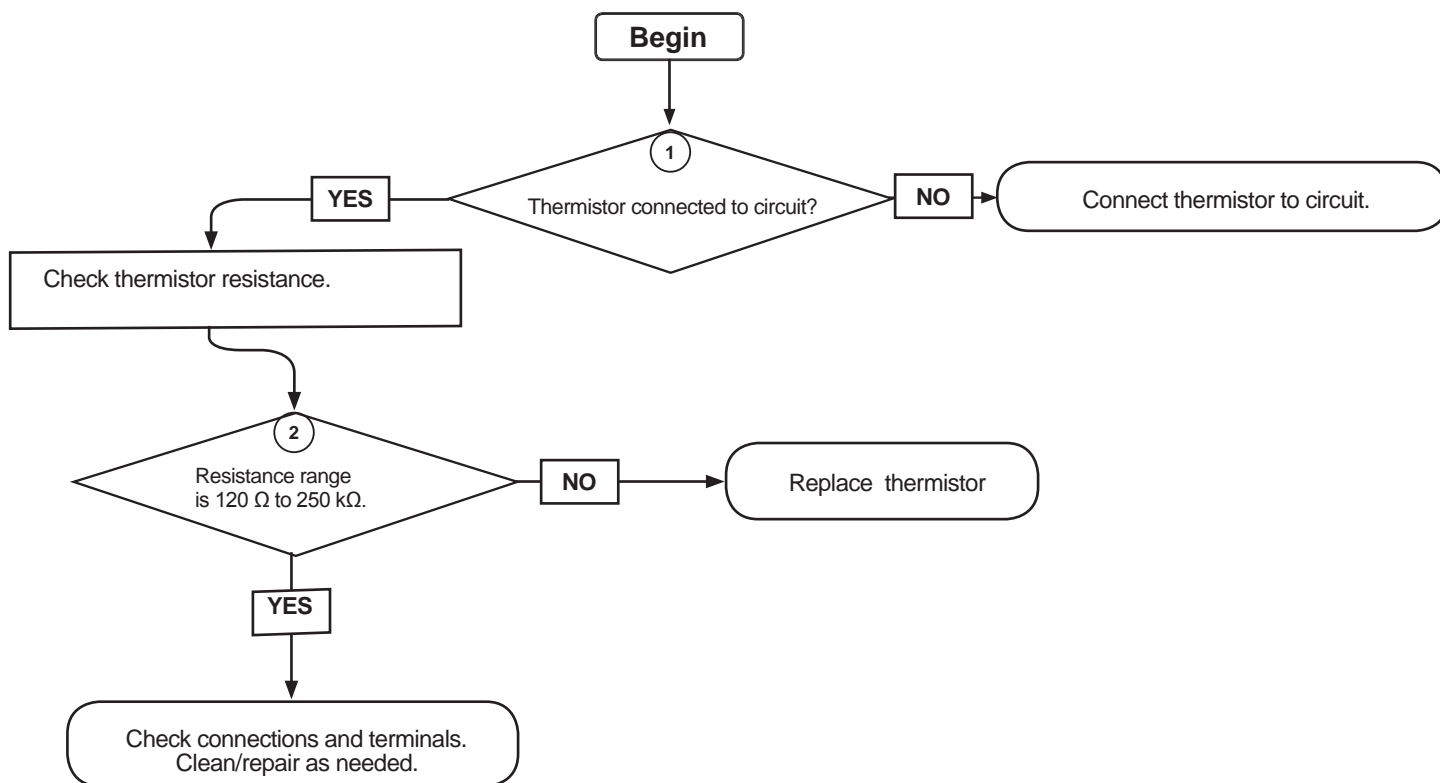 Begin
1
Thermistor connected to circuit?
YES
NO
Connect thermistor to circuit.
Check thermistor resistance.
2
Resistance range
is 120 Ω to 250 kΩ.
NO
Replace thermistor
YES
Check connections and terminals.
Clean/repair as needed.